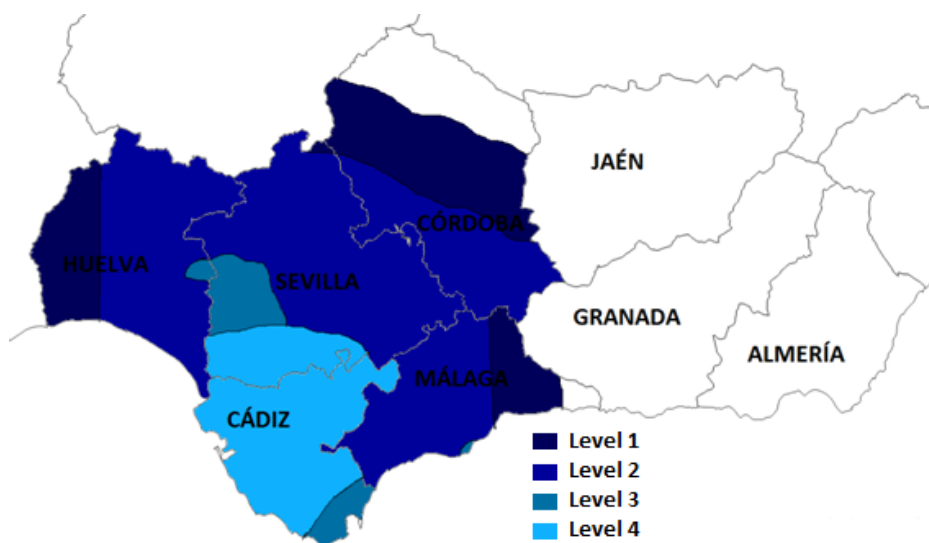 JAÉN
CÓRDOBA
HUELVA
SEVILLA
GRANADA
ALMERÍA
MÁLAGA
CÁDIZ
Level 1
Level 2
Level 3
Level 4